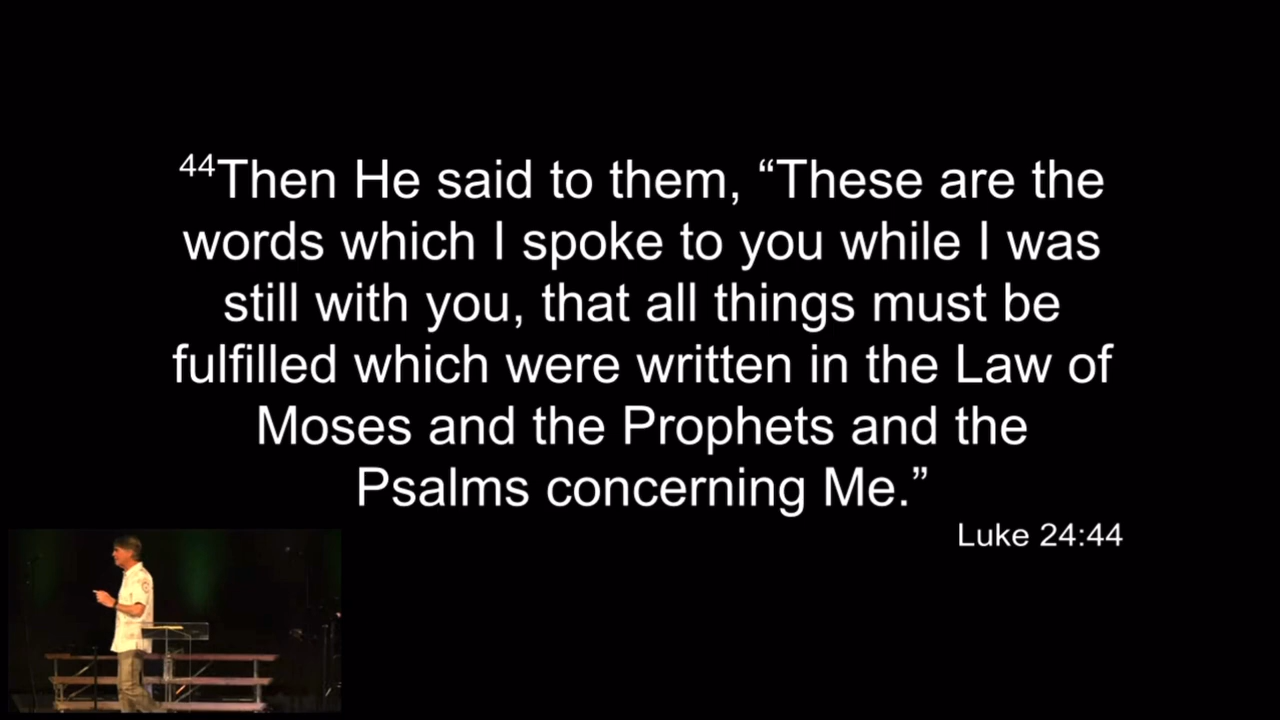 44Then He said to them, “These are the
words which I spoke to you while I was
still with you, that all things must be
fulfilled which were written in the Law of
Moses and the Prophets and the
Psalms concerning Me.”
Luke 24:44